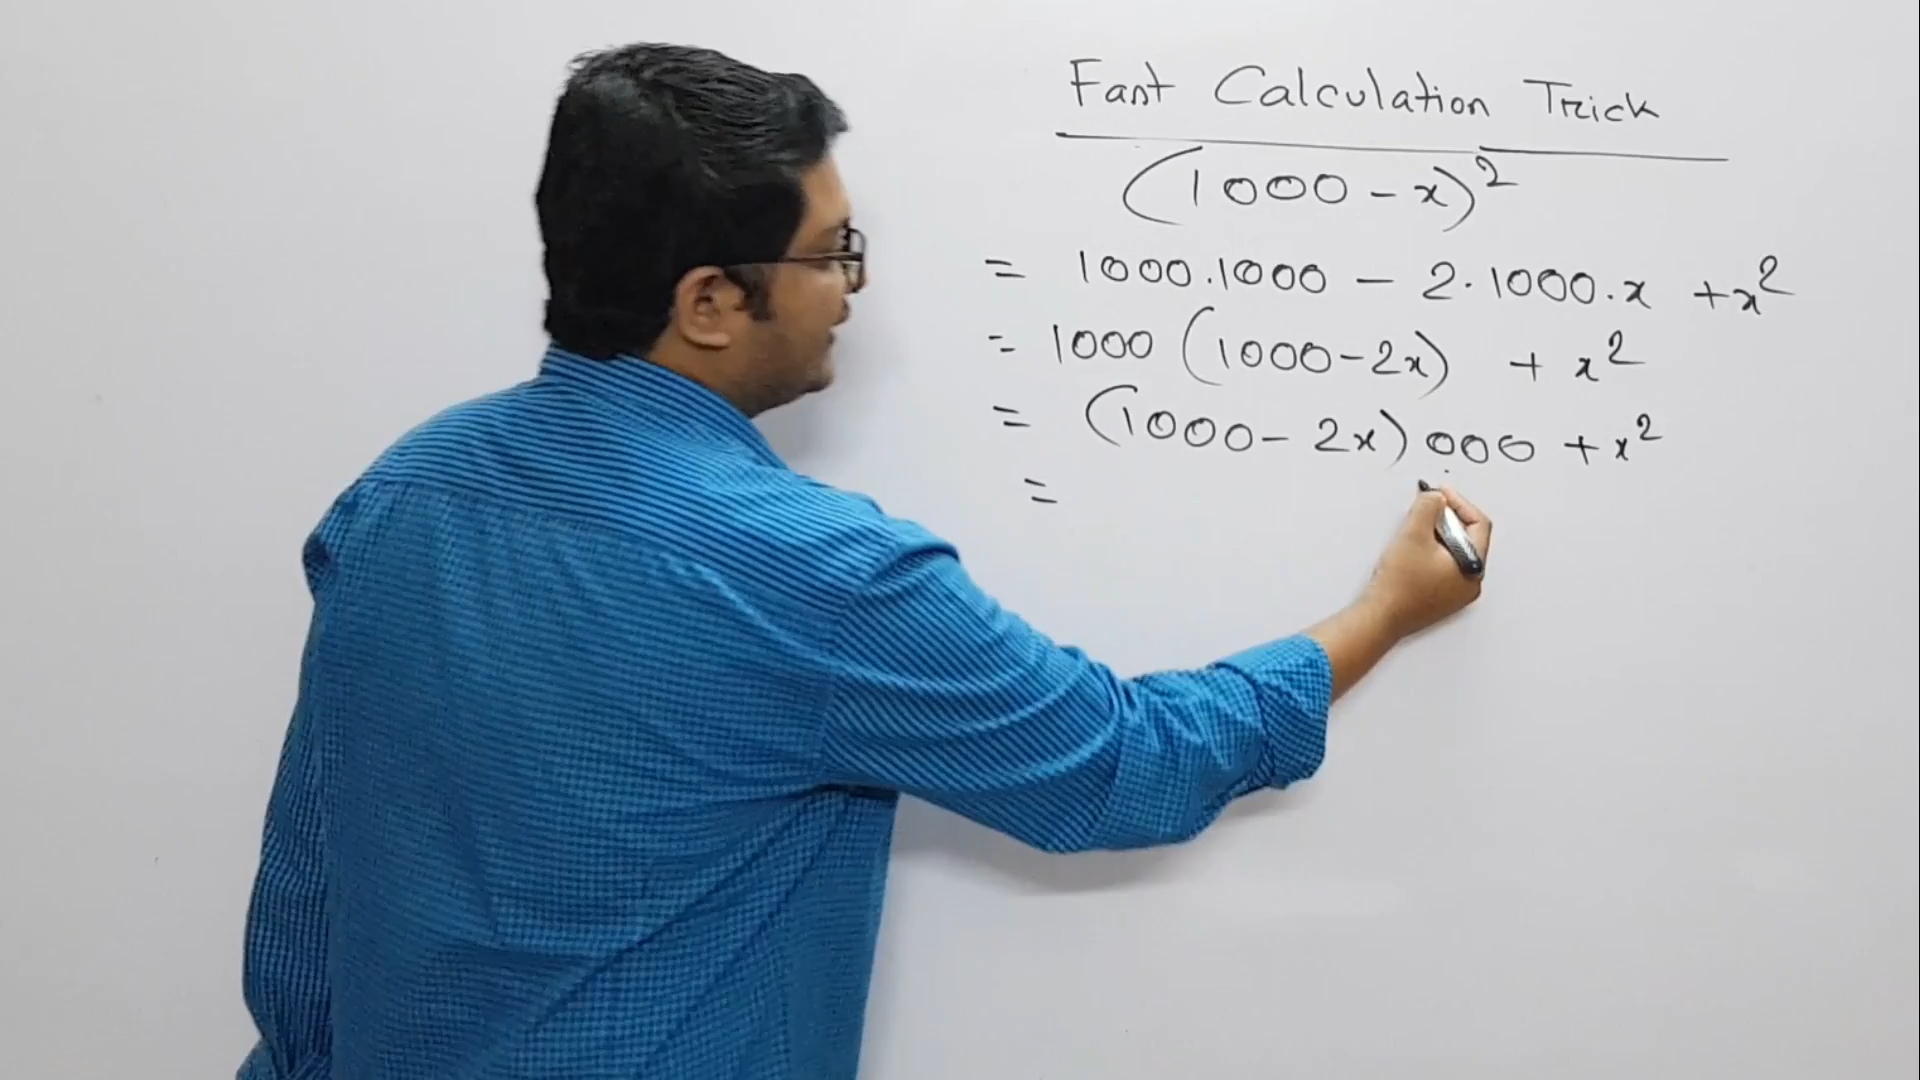 Fast Calculation Trick
(1000 - x)²
= 1000.1000 - 2.1000.x + x²
= 1000 (1000-2x) + x²
= (1000- 2x) 000 + x²
=